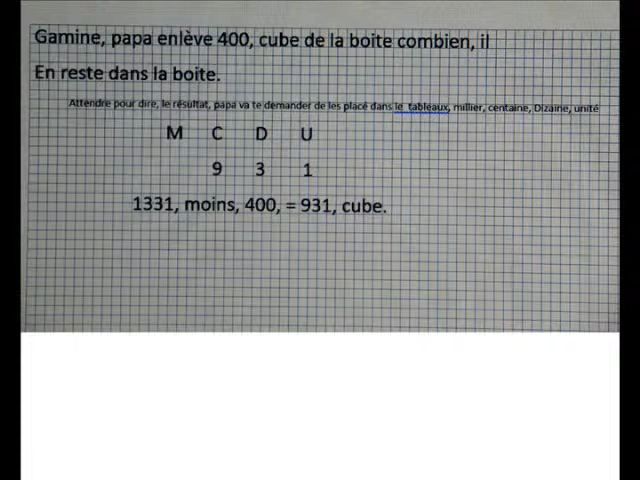 Gamine, papa enlève 400, cube de la boite combien, il
En reste dans la boite.
Attendre pour dire, le résultat, papa va te demander de les placé dans le tableaux, millier, centaine, Dizaine, unité
M C D U
9 3 1
1331, moins, 400, = 931, cube.